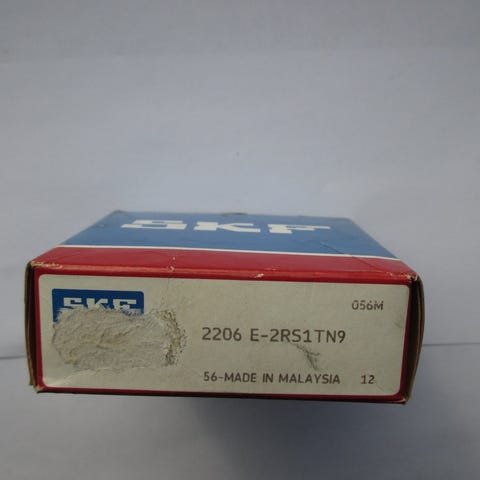 SKF
SKF
056M
2206 E-2RS1TN9
56-MADE IN MALAYSIA 12